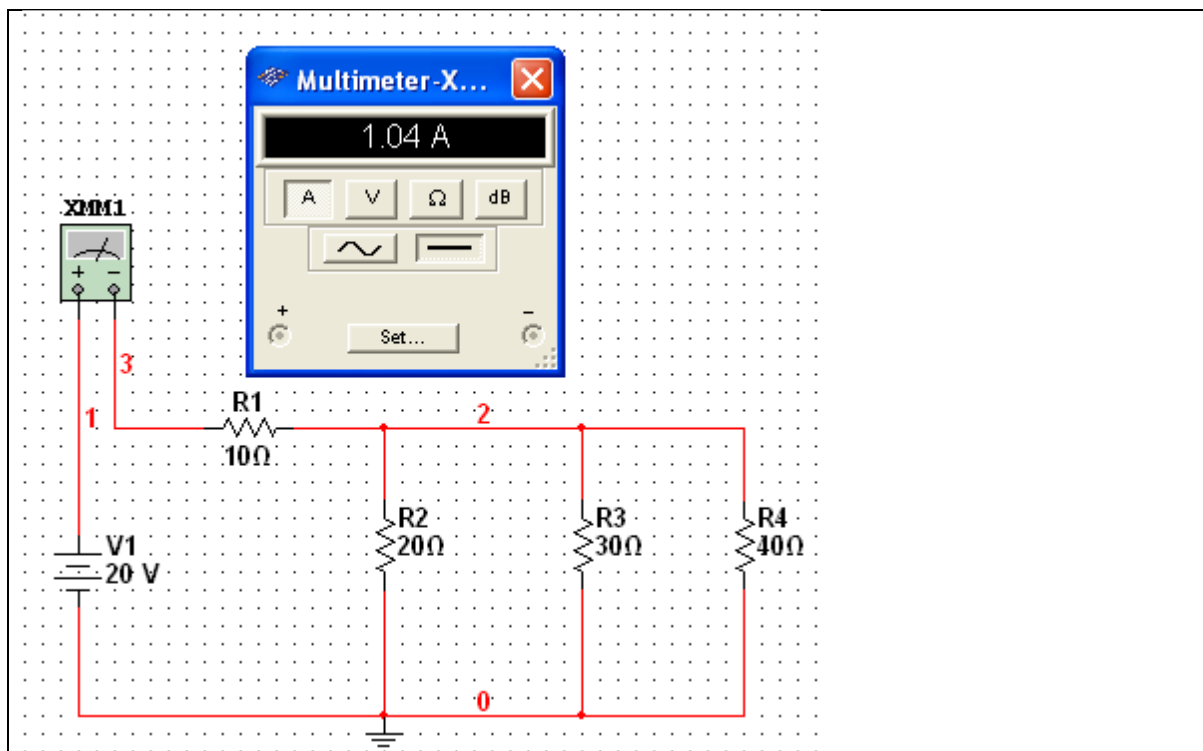 Multimeter-X...
1.04 A
A V Ω dB
XMM1
+ −
+ −
Set...
3
1
R1
2
10Ω
R2
20Ω
R3
30Ω
R4
40Ω
V1
20 V
0